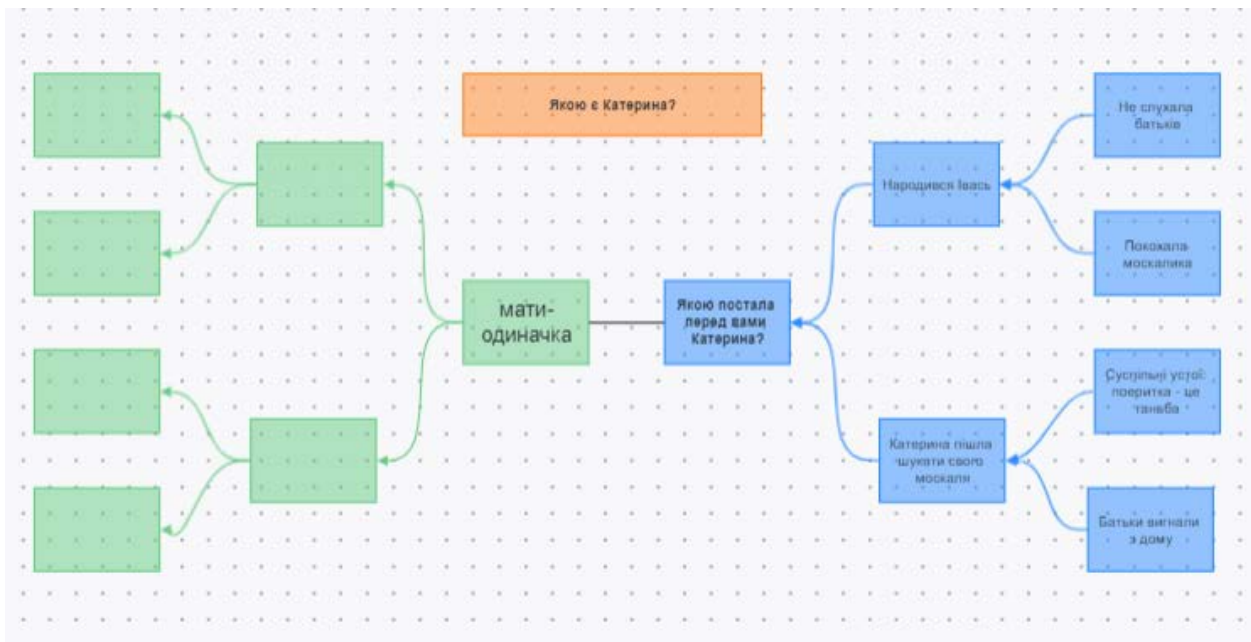 Якою є Катерина?
Не слухала
батьків
Народився Івась
Покохала
москалика
мати-
одиначка
Якою постала
перед вами
Катерина?
Суспільні устої:
покритка - це
ганьба
Катерина пішла
шукати свого
москаля
Батьки вигнали
з дому